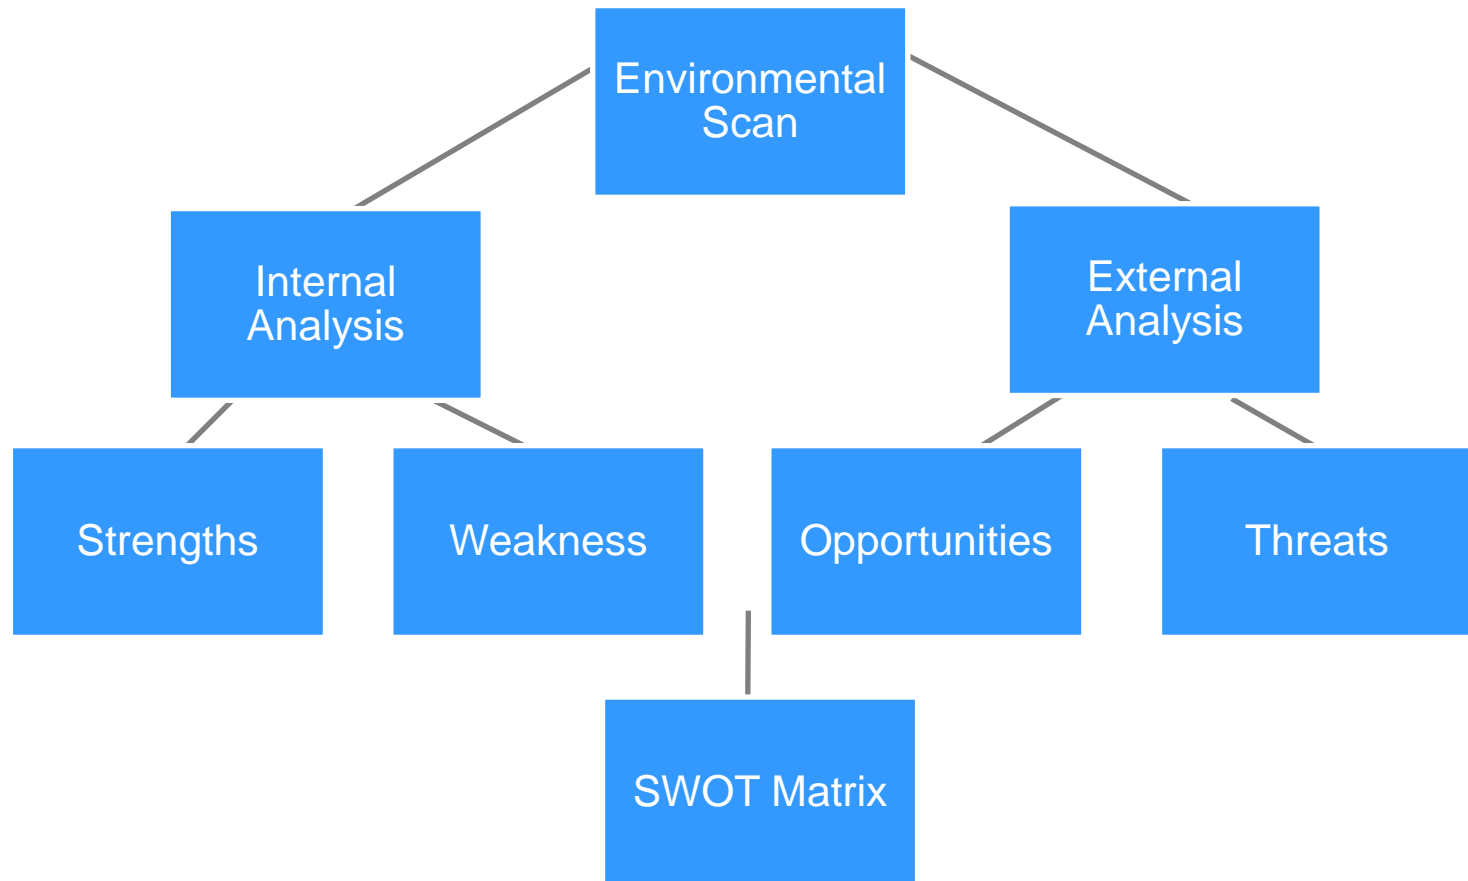 Environmental
Scan
Internal
Analysis
External
Analysis
Strengths
Weakness
Opportunities
Threats
SWOT Matrix